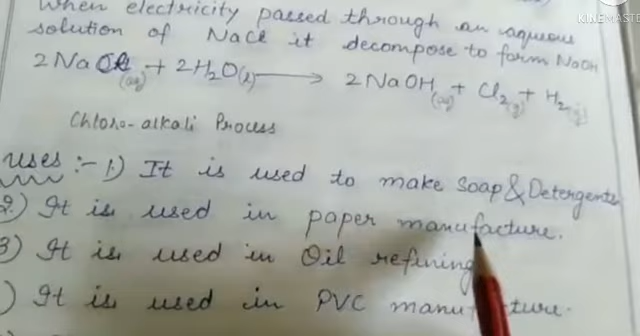 When electricity passed through an aqueous
solution of NaCl it decompose to form NaOH
2NaCl(aq) + 2H₂O(l) ⟶ 2NaOH(aq) + Cl₂(g) + H₂(g)
Chloro-alkali Process
uses :- 1) It is used to make Soap & Detergents
2) It is used in paper manufacture.
3) It is used in Oil refining
) It is used in PVC manufacture.
KINEMASTE